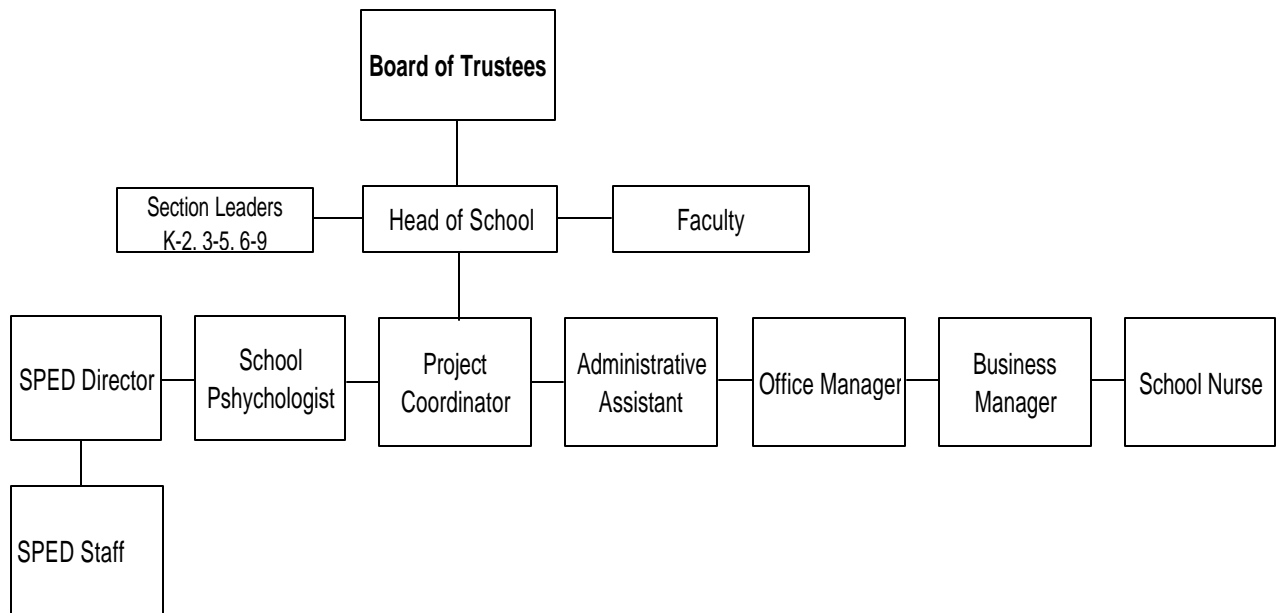 Board of Trustees
Section Leaders
K-2. 3-5. 6-9
Head of School
Faculty
SPED Director
School
Pshychologist
Project
Coordinator
Administrative
Assistant
Office Manager
Business
Manager
School Nurse
SPED Staff